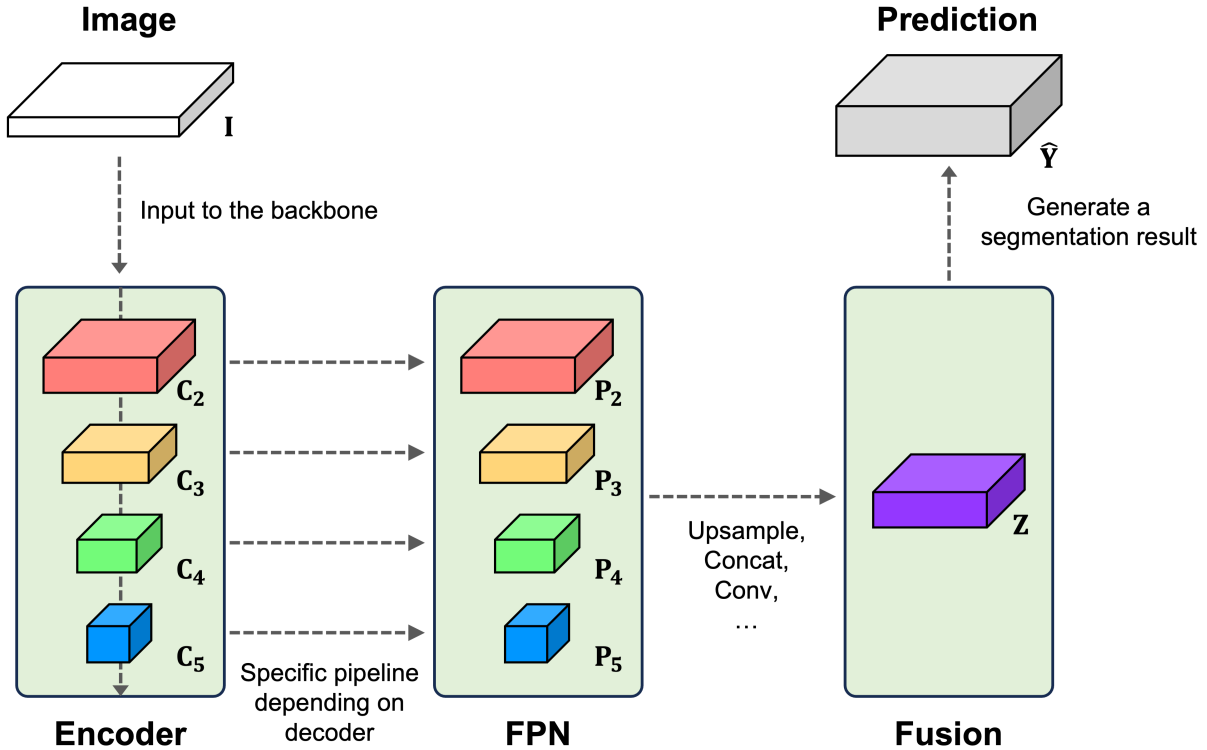 Image
Prediction
I
Ŷ
Input to the backbone
Generate a
segmentation result
C₂
C₃
C₄
C₅
P₂
P₃
P₄
P₅
Z
Upsample,
Concat,
Conv,
…
Specific pipeline
depending on
decoder
Encoder
FPN
Fusion